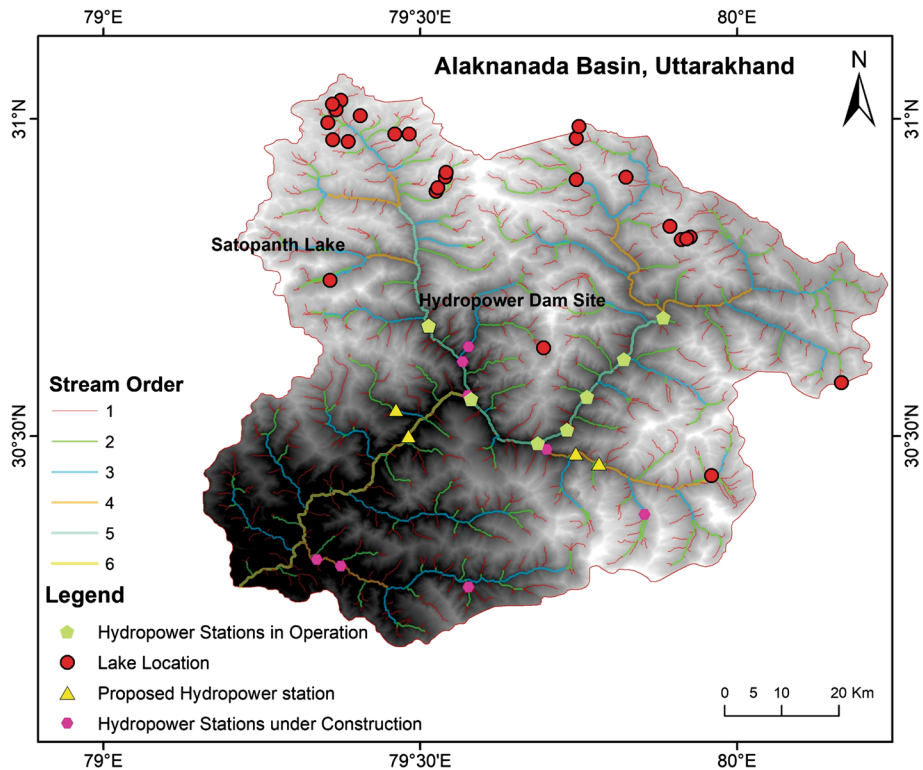 79°E 79°30'E 80°E
Alaknanada Basin, Uttarakhand
N
31°N 31°N
Satopanth Lake
Hydropower Dam Site
Stream Order
1
2
3
4
5
6
30°30'N 30°30'N
Legend
Hydropower Stations in Operation
Lake Location
Proposed Hydropower station
Hydropower Stations under Construction
0 5 10 20 Km
79°E 79°30'E 80°E